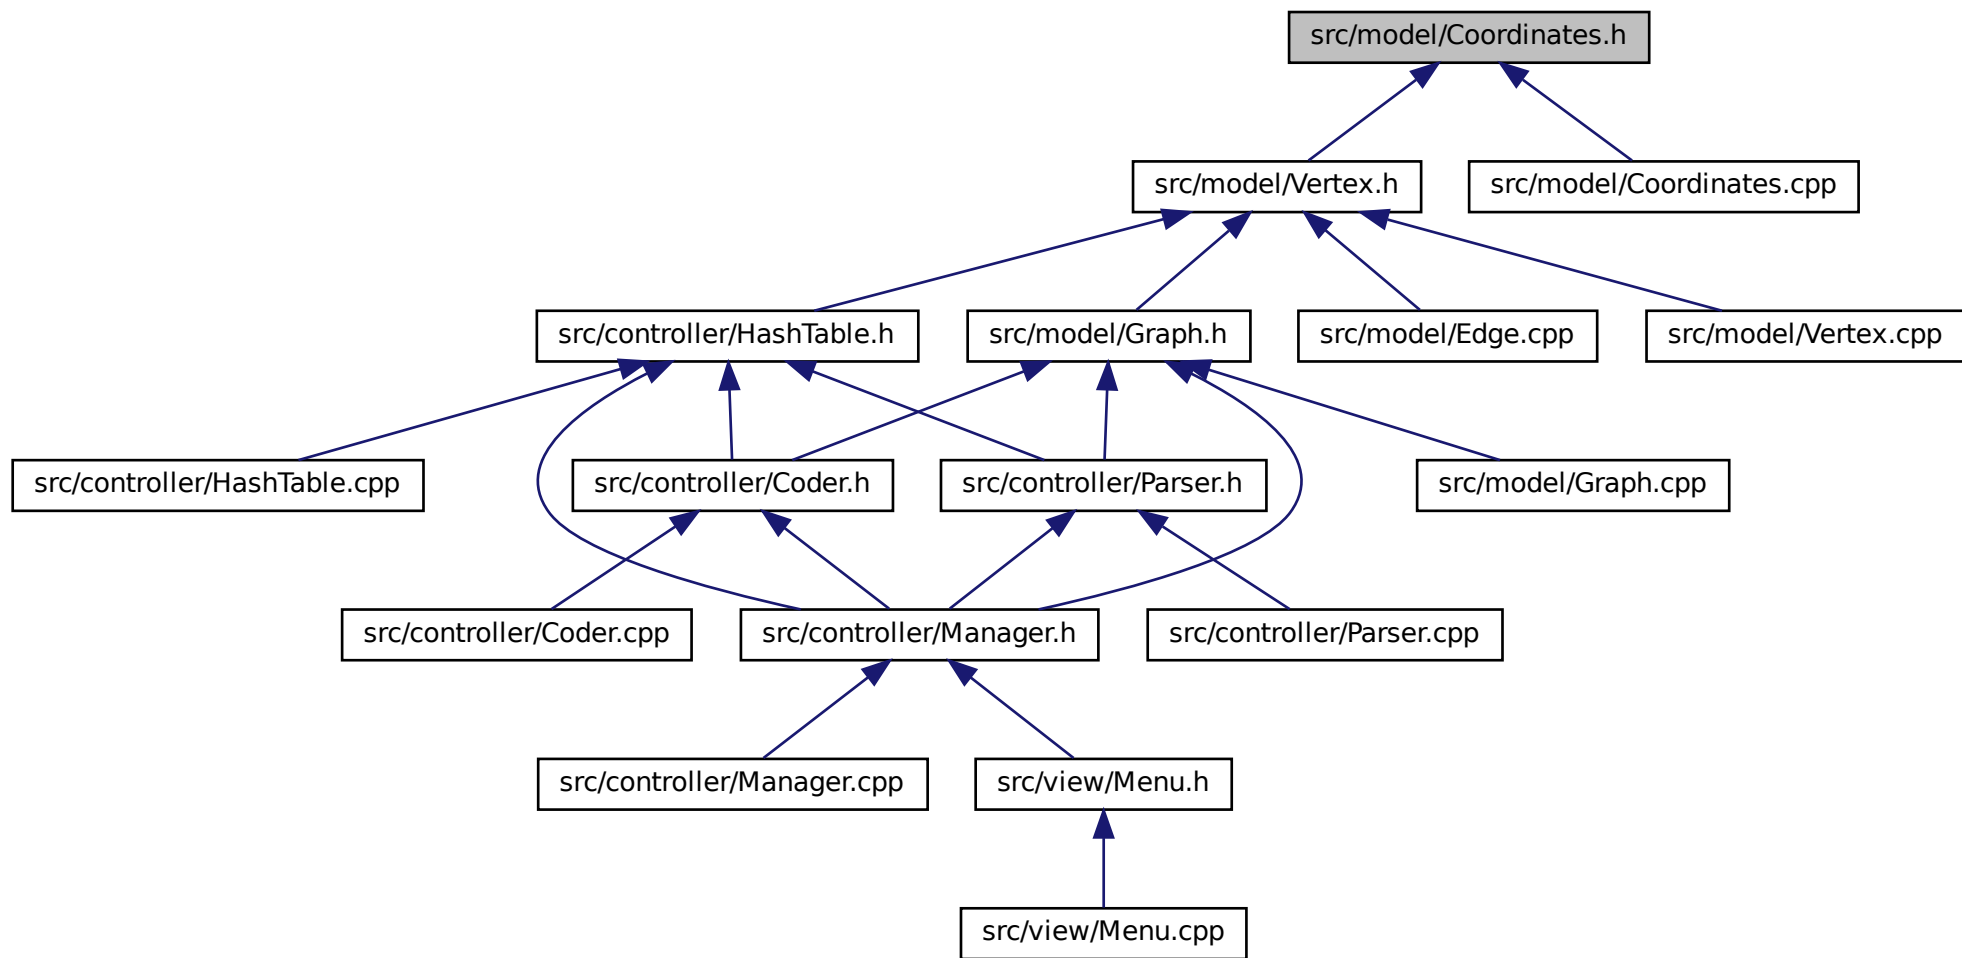 src/model/Coordinates.h
src/model/Vertex.h
src/model/Coordinates.cpp
src/controller/HashTable.h
src/model/Graph.h
src/model/Edge.cpp
src/model/Vertex.cpp
src/controller/HashTable.cpp
src/controller/Coder.h
src/controller/Parser.h
src/model/Graph.cpp
src/controller/Coder.cpp
src/controller/Manager.h
src/controller/Parser.cpp
src/controller/Manager.cpp
src/view/Menu.h
src/view/Menu.cpp